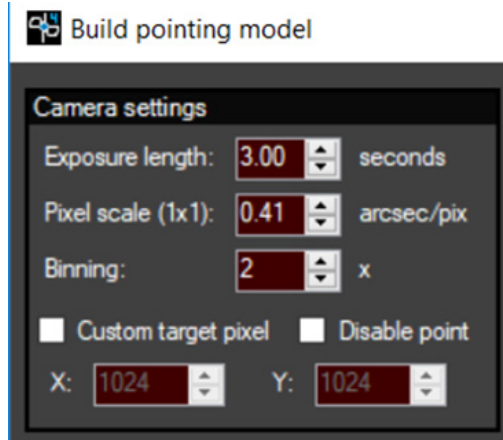 Build pointing model
Camera settings
Exposure length: 3.00 seconds
Pixel scale (1x1): 0.41 arcsec/pix
Binning: 2 x
Custom target pixel Disable point
X: 1024 Y: 1024